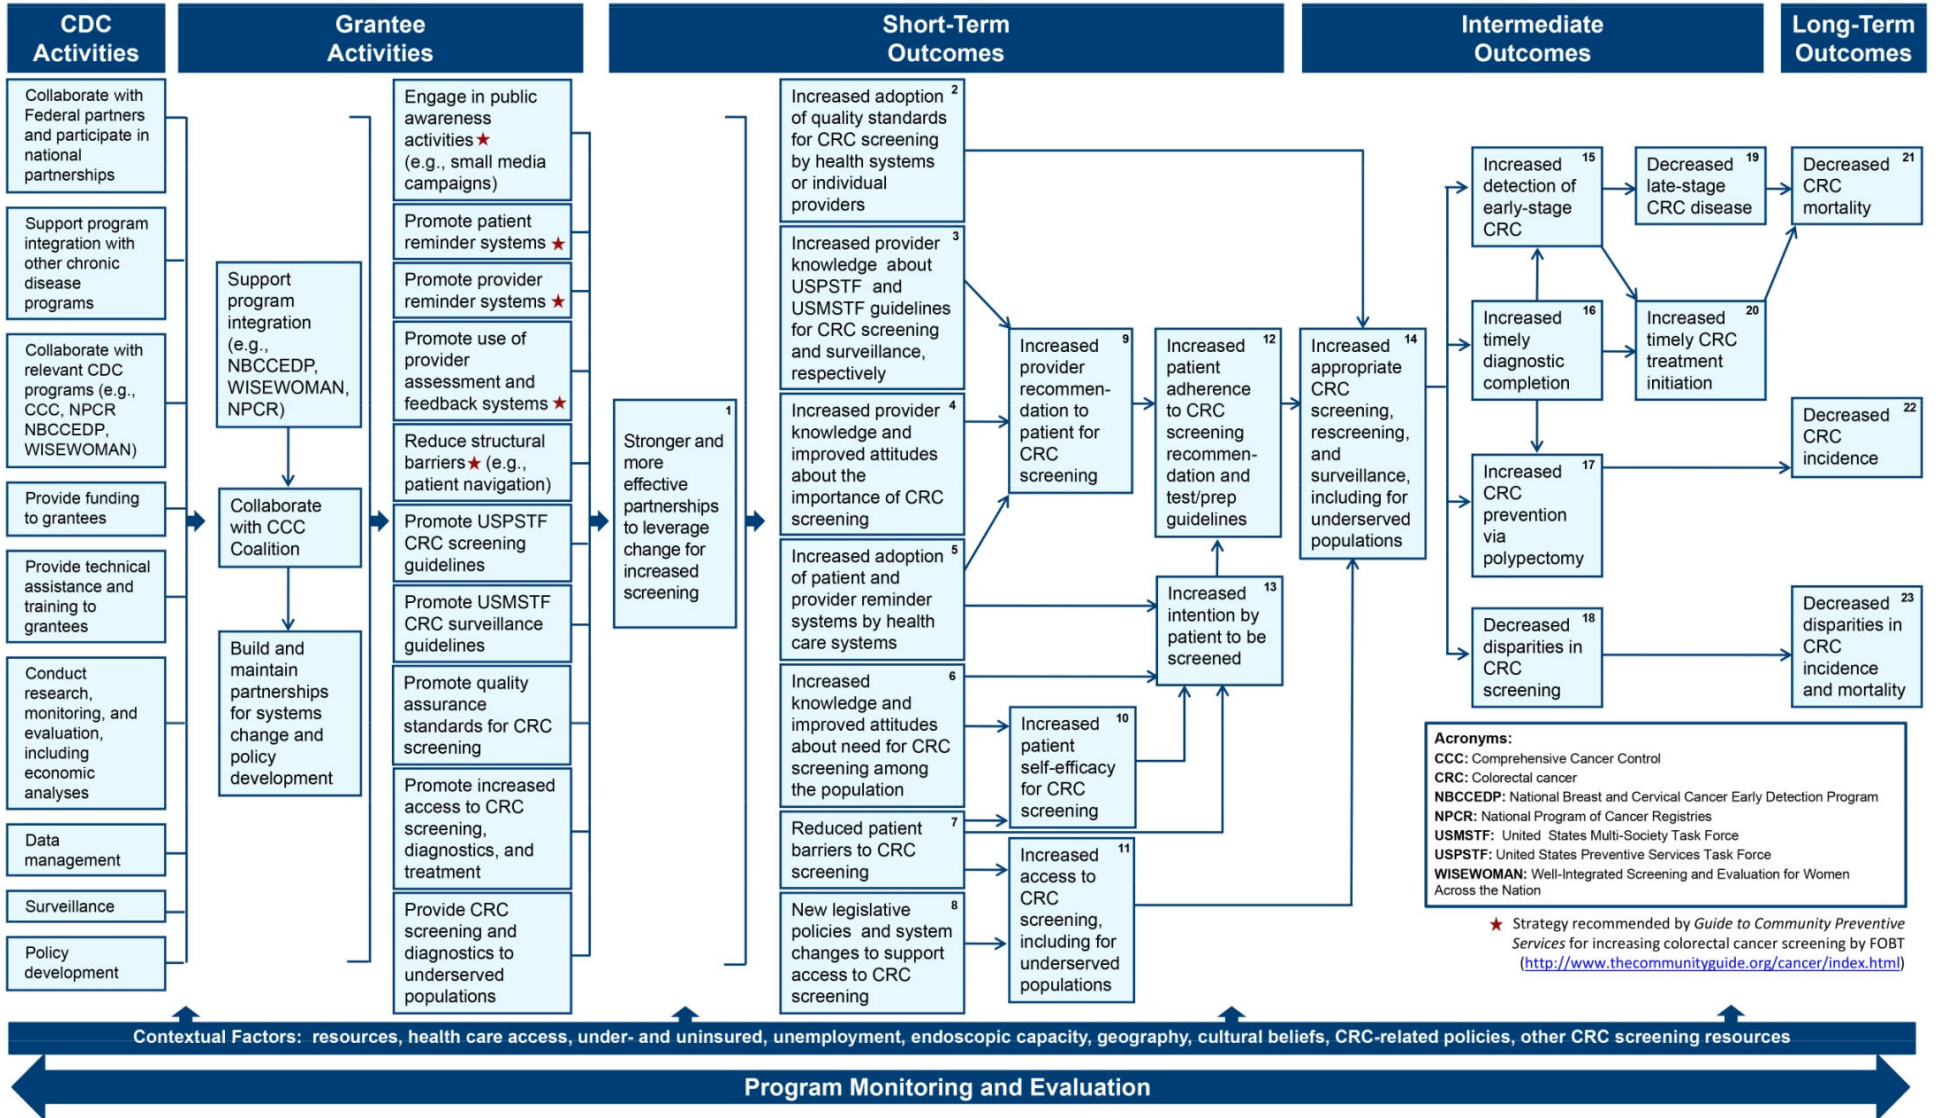 CDC
Activities
Grantee
Activities
Short-Term
Outcomes
Intermediate
Outcomes
Long-Term
Outcomes
Collaborate with
Federal partners
and participate in
national
partnerships
Support program
integration with
other chronic
disease
programs
Collaborate with
relevant CDC
programs (e.g.,
CCC, NPCR
NBCCEDP,
WISEWOMAN)
Provide funding
to grantees
Provide technical
assistance and
training to
grantees
Conduct
research,
monitoring, and
evaluation,
including
economic
analyses
Data
management
Surveillance
Policy
development
Support
program
integration
(e.g.,
NBCCEDP,
WISEWOMAN,
NPCR)
Collaborate
with CCC
Coalition
Build and
maintain
partnerships
for systems
change and
policy
development
Engage in public
awareness
activities ★
(e.g., small media
campaigns)
Promote patient
reminder systems ★
Promote provider
reminder systems ★
Promote use of
provider
assessment and
feedback systems ★
Reduce structural
barriers ★ (e.g.,
patient navigation)
Promote USPSTF
CRC screening
guidelines
Promote USMSTF
CRC surveillance
guidelines
Promote quality
assurance
standards for CRC
screening
Promote increased
access to CRC
screening,
diagnostics, and
treatment
Provide CRC
screening and
diagnostics to
underserved
populations
1
Stronger and
more
effective
partnerships
to leverage
change for
increased
screening
Increased adoption 2
of quality standards
for CRC screening
by health systems
or individual
providers
Increased provider 3
knowledge about
USPSTF and
USMSTF guidelines
for CRC screening
and surveillance,
respectively
Increased provider 4
knowledge and
improved attitudes
about the
importance of CRC
screening
Increased adoption 5
of patient and
provider reminder
systems by health
care systems
Increased 6
knowledge and
improved attitudes
about need for CRC
screening among
the population
Reduced patient 7
barriers to CRC
screening
New legislative 8
policies and system
changes to support
access to CRC
screening
Increased 9
provider
recommen-
dation to
patient for
CRC
screening
Increased 10
patient
self-efficacy
for CRC
screening
Increased 11
access to
CRC
screening,
including for
underserved
populations
Increased 12
patient
adherence
to CRC
screening
recommen-
dation and
test/prep
guidelines
Increased 13
intention by
patient to be
screened
Increased 14
appropriate
CRC
screening,
rescreening,
and
surveillance,
including for
underserved
populations
Increased 15
detection of
early-stage
CRC
Increased 16
timely
diagnostic
completion
Increased 17
CRC
prevention
via
polypectomy
Decreased 18
disparities in
CRC
screening
Decreased 19
late-stage
CRC disease
Increased 20
timely CRC
treatment
initiation
Decreased 21
CRC
mortality
Decreased 22
CRC
incidence
Decreased 23
disparities in
CRC
incidence
and mortality
Acronyms:
CCC: Comprehensive Cancer Control
CRC: Colorectal cancer
NBCCEDP: National Breast and Cervical Cancer Early Detection Program
NPCR: National Program of Cancer Registries
USMSTF: United States Multi-Society Task Force
USPSTF: United States Preventive Services Task Force
WISEWOMAN: Well-Integrated Screening and Evaluation for Women
Across the Nation
★ Strategy recommended by Guide to Community Preventive
Services for increasing colorectal cancer screening by FOBT
(http://www.thecommunityguide.org/cancer/index.html)
Contextual Factors: resources, health care access, under- and uninsured, unemployment, endoscopic capacity, geography, cultural beliefs, CRC-related policies, other CRC screening resources
Program Monitoring and Evaluation